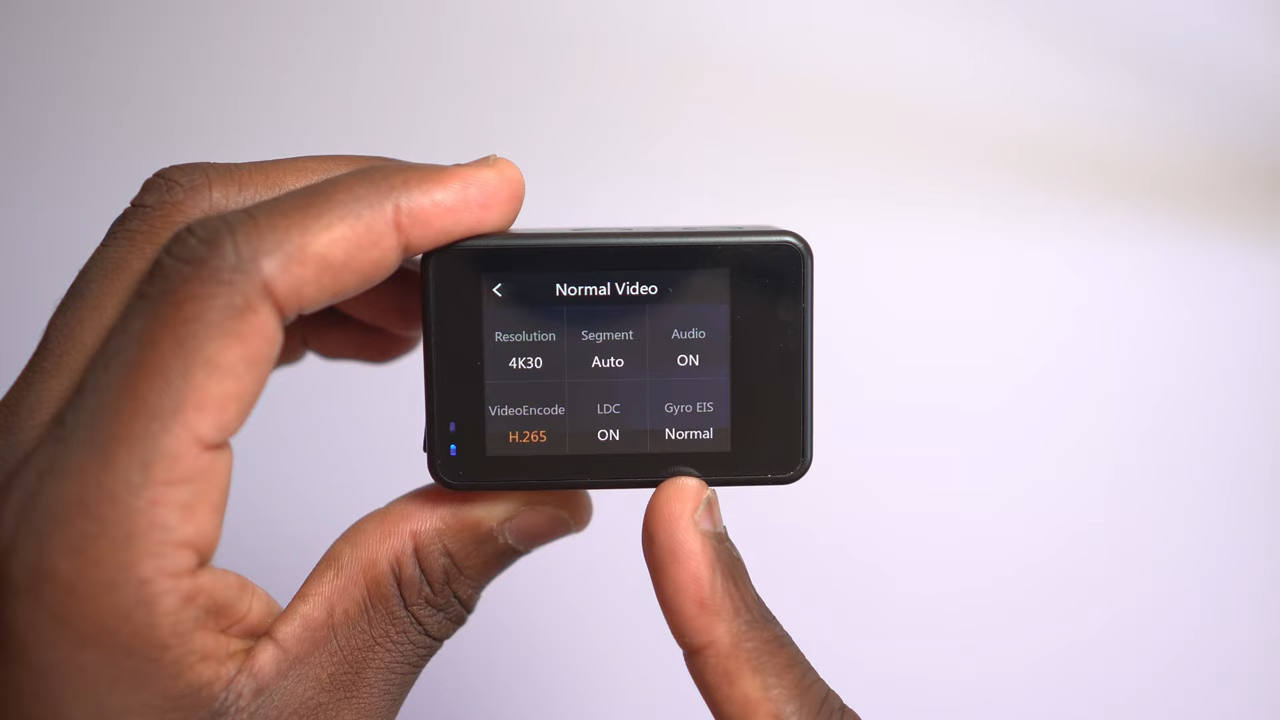 Normal Video
Resolution Segment Audio
4K30 Auto ON
VideoEncode LDC Gyro EIS
H.265 ON Normal